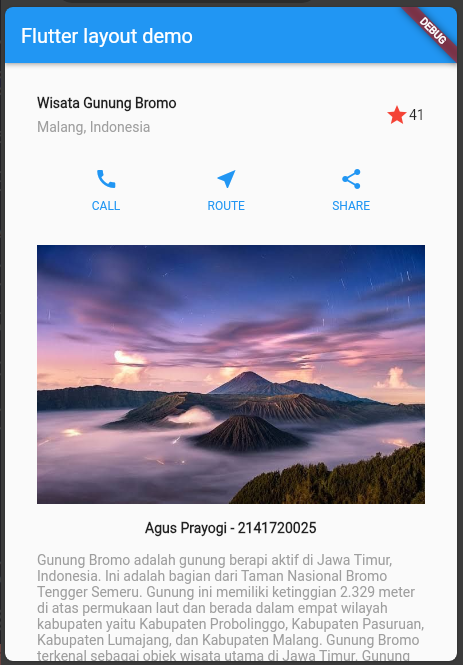 Flutter layout demo
DEBUG
Wisata Gunung Bromo
Malang, Indonesia
41
CALL
ROUTE
SHARE
Agus Prayogi - 2141720025
Gunung Bromo adalah gunung berapi aktif di Jawa Timur,
Indonesia. Ini adalah bagian dari Taman Nasional Bromo
Tengger Semeru. Gunung ini memiliki ketinggian 2.329 meter
di atas permukaan laut dan berada dalam empat wilayah
kabupaten yaitu Kabupaten Probolinggo, Kabupaten Pasuruan,
Kabupaten Lumajang, dan Kabupaten Malang. Gunung Bromo
terkenal sebagai objek wisata utama di Jawa Timur. Gunung